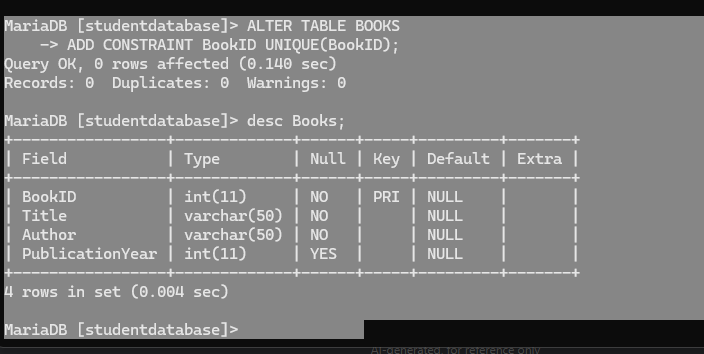 MariaDB [studentdatabase]> ALTER TABLE BOOKS
    -> ADD CONSTRAINT BookID UNIQUE(BookID);
Query OK, 0 rows affected (0.140 sec)
Records: 0  Duplicates: 0  Warnings: 0

MariaDB [studentdatabase]> desc Books;
+-----------------+-------------+------+-----+---------+-------+
| Field           | Type        | Null | Key | Default | Extra |
+-----------------+-------------+------+-----+---------+-------+
| BookID          | int(11)     | NO   | PRI | NULL    |       |
| Title           | varchar(50) | NO   |     | NULL    |       |
| Author          | varchar(50) | NO   |     | NULL    |       |
| PublicationYear | int(11)     | YES  |     | NULL    |       |
+-----------------+-------------+------+-----+---------+-------+
4 rows in set (0.004 sec)

MariaDB [studentdatabase]>
AI-generated, for reference only